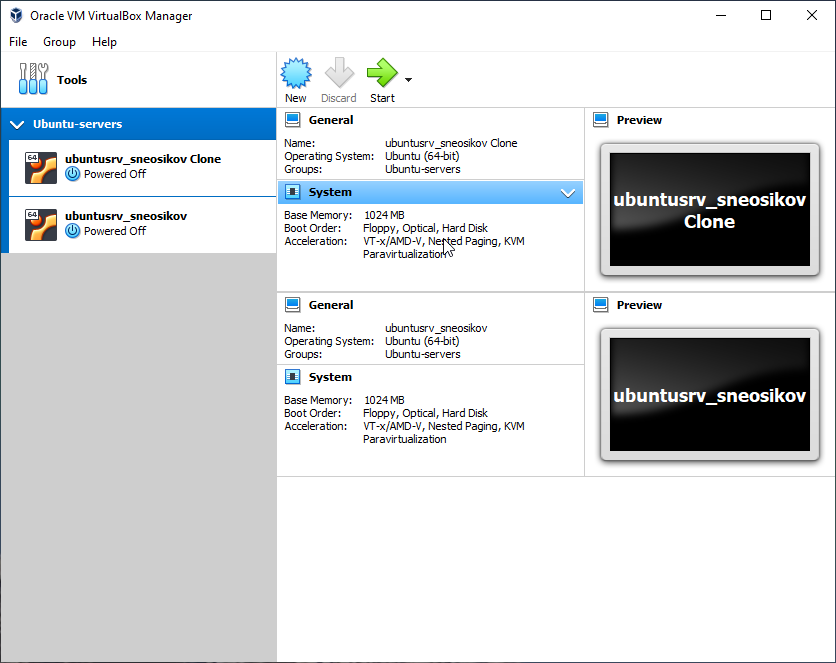 Oracle VM VirtualBox Manager
File Group Help
Tools
New Discard Start
Ubuntu-servers
64
ubuntusrv_sneosikov Clone
Powered Off
64
ubuntusrv_sneosikov
Powered Off
General
Name: ubuntusrv_sneosikov Clone
Operating System: Ubuntu (64-bit)
Groups: Ubuntu-servers
System
Base Memory: 1024 MB
Boot Order: Floppy, Optical, Hard Disk
Acceleration: VT-x/AMD-V, Nested Paging, KVM
Paravirtualization
Preview
ubuntusrv_sneosikov
Clone
General
Name: ubuntusrv_sneosikov
Operating System: Ubuntu (64-bit)
Groups: Ubuntu-servers
System
Base Memory: 1024 MB
Boot Order: Floppy, Optical, Hard Disk
Acceleration: VT-x/AMD-V, Nested Paging, KVM
Paravirtualization
Preview
ubuntusrv_sneosikov